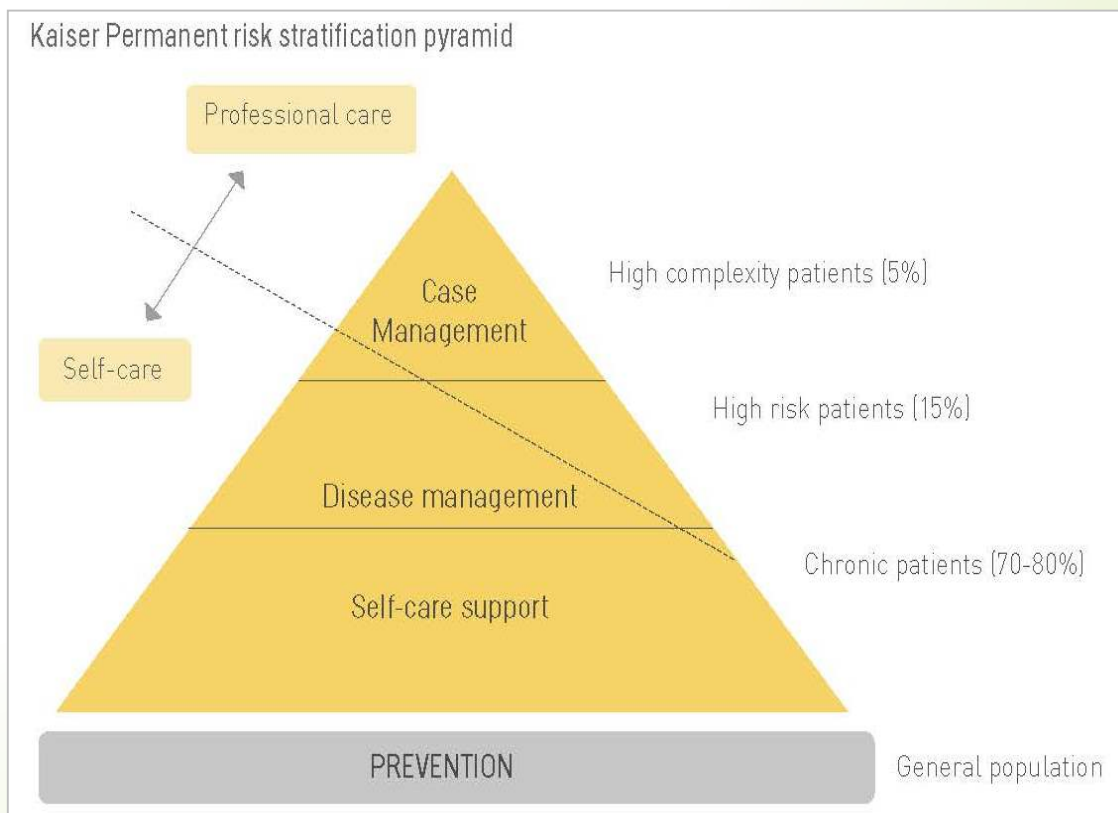 Kaiser Permanent risk stratification pyramid
Professional care
Self-care
Case
Management
High complexity patients (5%)
High risk patients (15%)
Disease management
Chronic patients (70-80%)
Self-care support
PREVENTION
General population